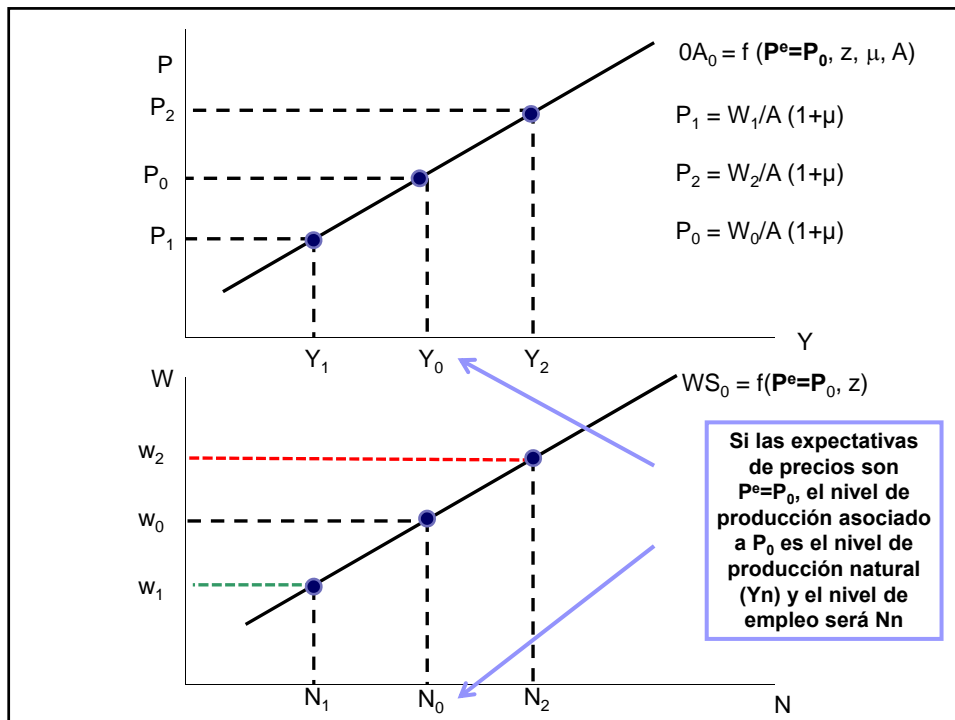 P
0A₀ = f (Pᵉ=P₀, z, μ, A)
P₂
P₁ = W₁/A (1+μ)
P₂ = W₂/A (1+μ)
P₀
P₀ = W₀/A (1+μ)
P₁
Y
Y₁ Y₀ Y₂
W
WS₀ = f(Pᵉ=P₀, z)
w₂
w₀
w₁
Si las expectativas
de precios son
Pᵉ=P₀, el nivel de
producción asociado
a P₀ es el nivel de
producción natural
(Yn) y el nivel de
empleo será Nn
N₁ N₀ N₂
N